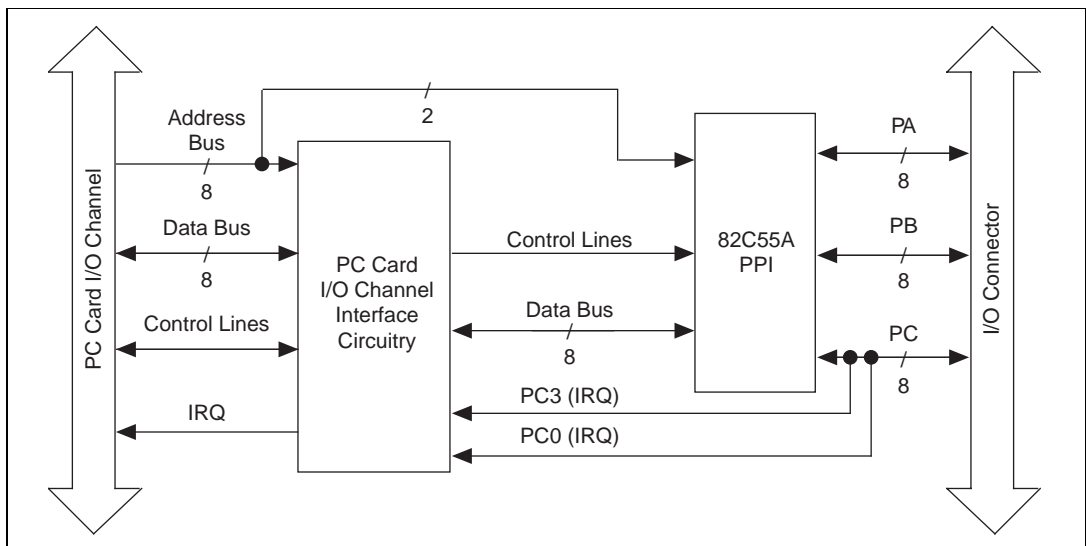 PC Card I/O Channel
Address
Bus
8
2
Data Bus
8
Control Lines
IRQ
PC Card
I/O Channel
Interface
Circuitry
Control Lines
Data Bus
8
PC3 (IRQ)
PC0 (IRQ)
82C55A
PPI
PA
8
PB
8
PC
8
I/O Connector